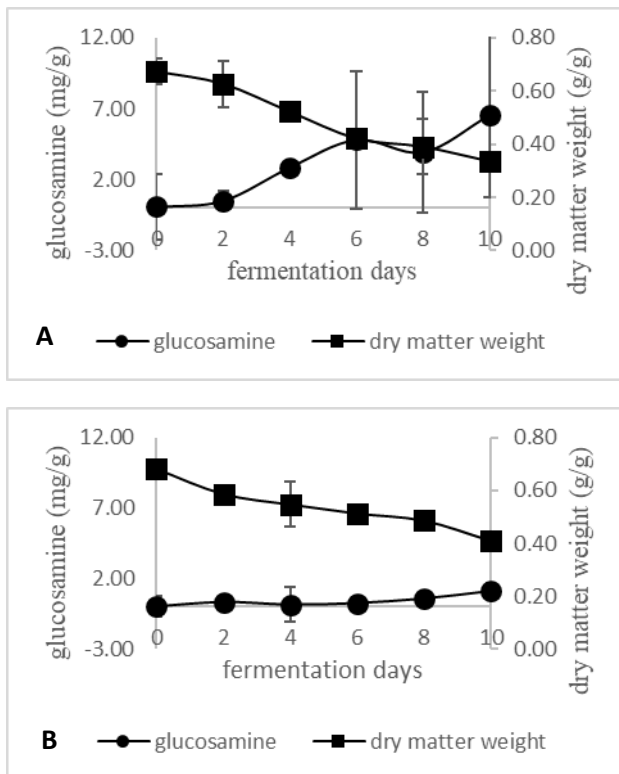 12.00
7.00
2.00
-3.00
glucosamine (mg/g)
0.80
0.60
0.40
0.20
0.00
dry matter weight (g/g)
0 2 4 6 8 10
fermentation days
A
glucosamine dry matter weight
12.00
7.00
2.00
-3.00
glucosamine (mg/g)
0.80
0.60
0.40
0.20
0.00
dry matter weight (g/g)
0 2 4 6 8 10
fermentation days
B
glucosamine dry matter weight